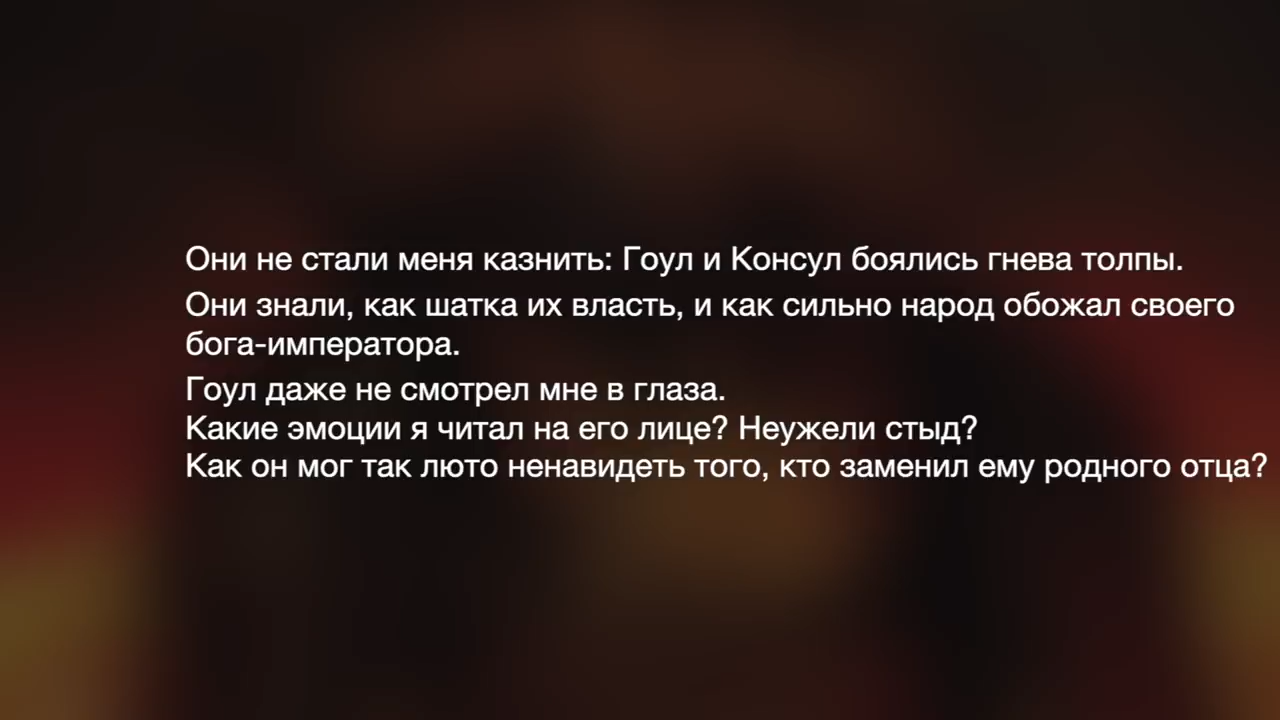 Они не стали меня казнить: Гоул и Консул боялись гнева толпы.
Они знали, как шатка их власть, и как сильно народ обожал своего
бога-императора.
Гоул даже не смотрел мне в глаза.
Какие эмоции я читал на его лице? Неужели стыд?
Как он мог так люто ненавидеть того, кто заменил ему родного отца?